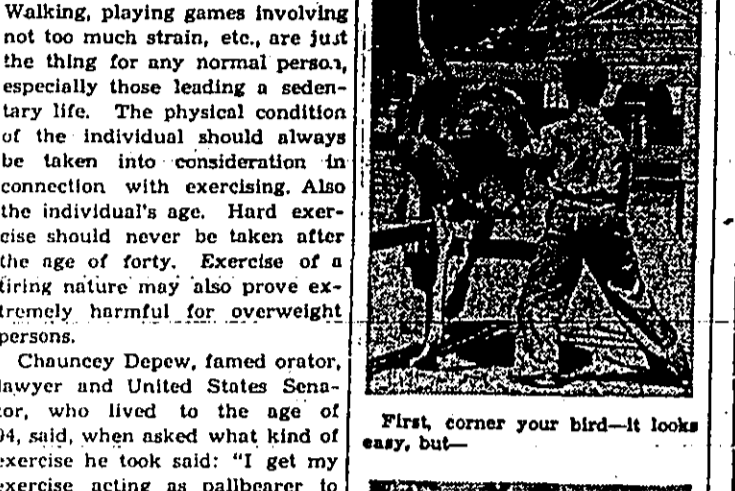 Walking, playing games involving
not too much strain, etc., are just
the thing for any normal person,
especially those leading a seden-
tary life. The physical condition
of the individual should always
be taken into consideration in
connection with exercising. Also
the individual's age. Hard exer-
cise should never be taken after
the age of forty. Exercise of a
tiring nature may also prove ex-
tremely harmful for overweight
persons.
Chauncey Depew, famed orator,
lawyer and United States Sena-
tor, who lived to the age of
94, said, when asked what kind of
exercise he took said: "I get my
exercise acting as pallbearer to
First, corner your bird—it looks
easy, but—